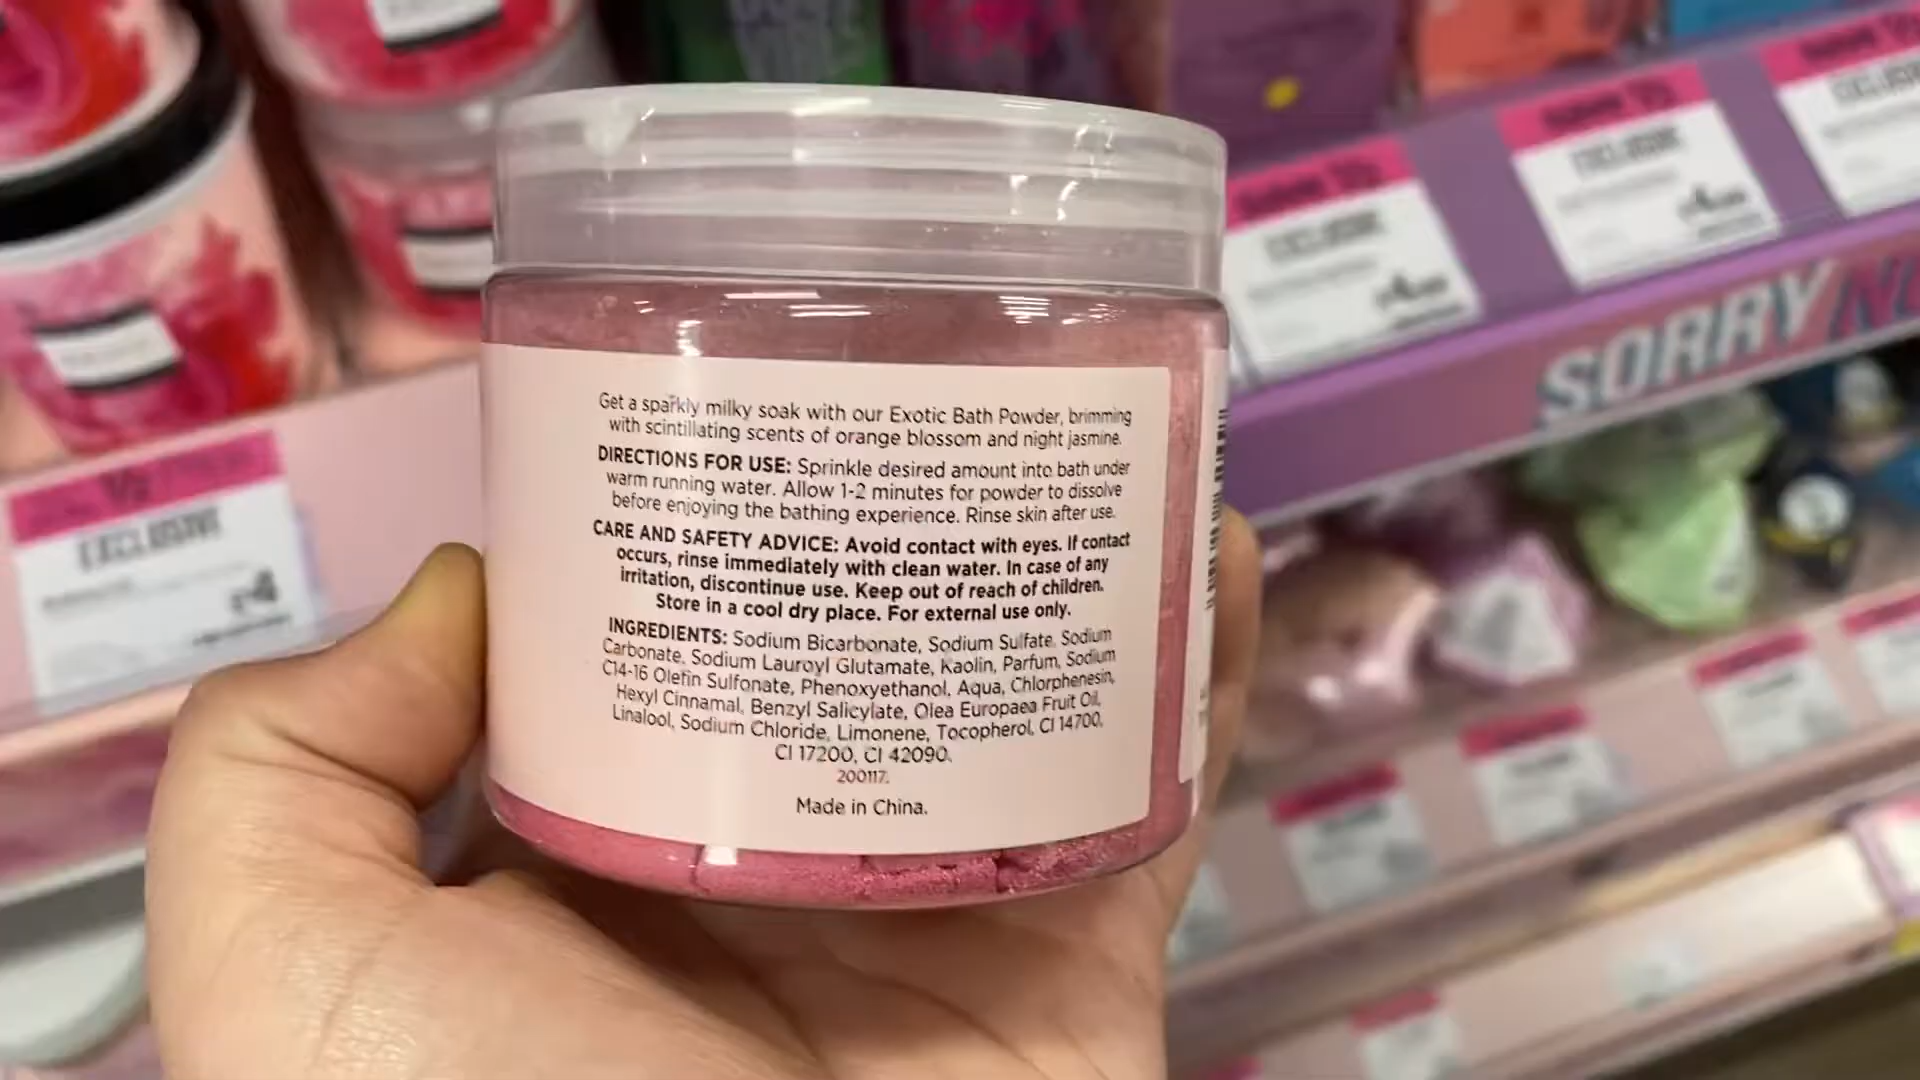 Get a sparkly milky soak with our Exotic Bath Powder, brimming
with scintillating scents of orange blossom and night jasmine.
DIRECTIONS FOR USE: Sprinkle desired amount into bath under
warm running water. Allow 1-2 minutes for powder to dissolve
before enjoying the bathing experience. Rinse skin after use.
CARE AND SAFETY ADVICE: Avoid contact with eyes. If contact
occurs, rinse immediately with clean water. In case of any
irritation, discontinue use. Keep out of reach of children.
Store in a cool dry place. For external use only.
INGREDIENTS: Sodium Bicarbonate, Sodium Sulfate, Sodium
Carbonate, Sodium Lauroyl Glutamate, Kaolin, Parfum, Sodium
C14-16 Olefin Sulfonate, Phenoxyethanol, Aqua, Chlorphenesin,
Hexyl Cinnamal, Benzyl Salicylate, Olea Europaea Fruit Oil,
Linalool, Sodium Chloride, Limonene, Tocopherol, CI 14700,
CI 17200, CI 42090.
200117.
Made in China.
EXCLUSIVE
EXCLUSIVE
EXCLUSIVE
EXCLUSIVE
SORRY